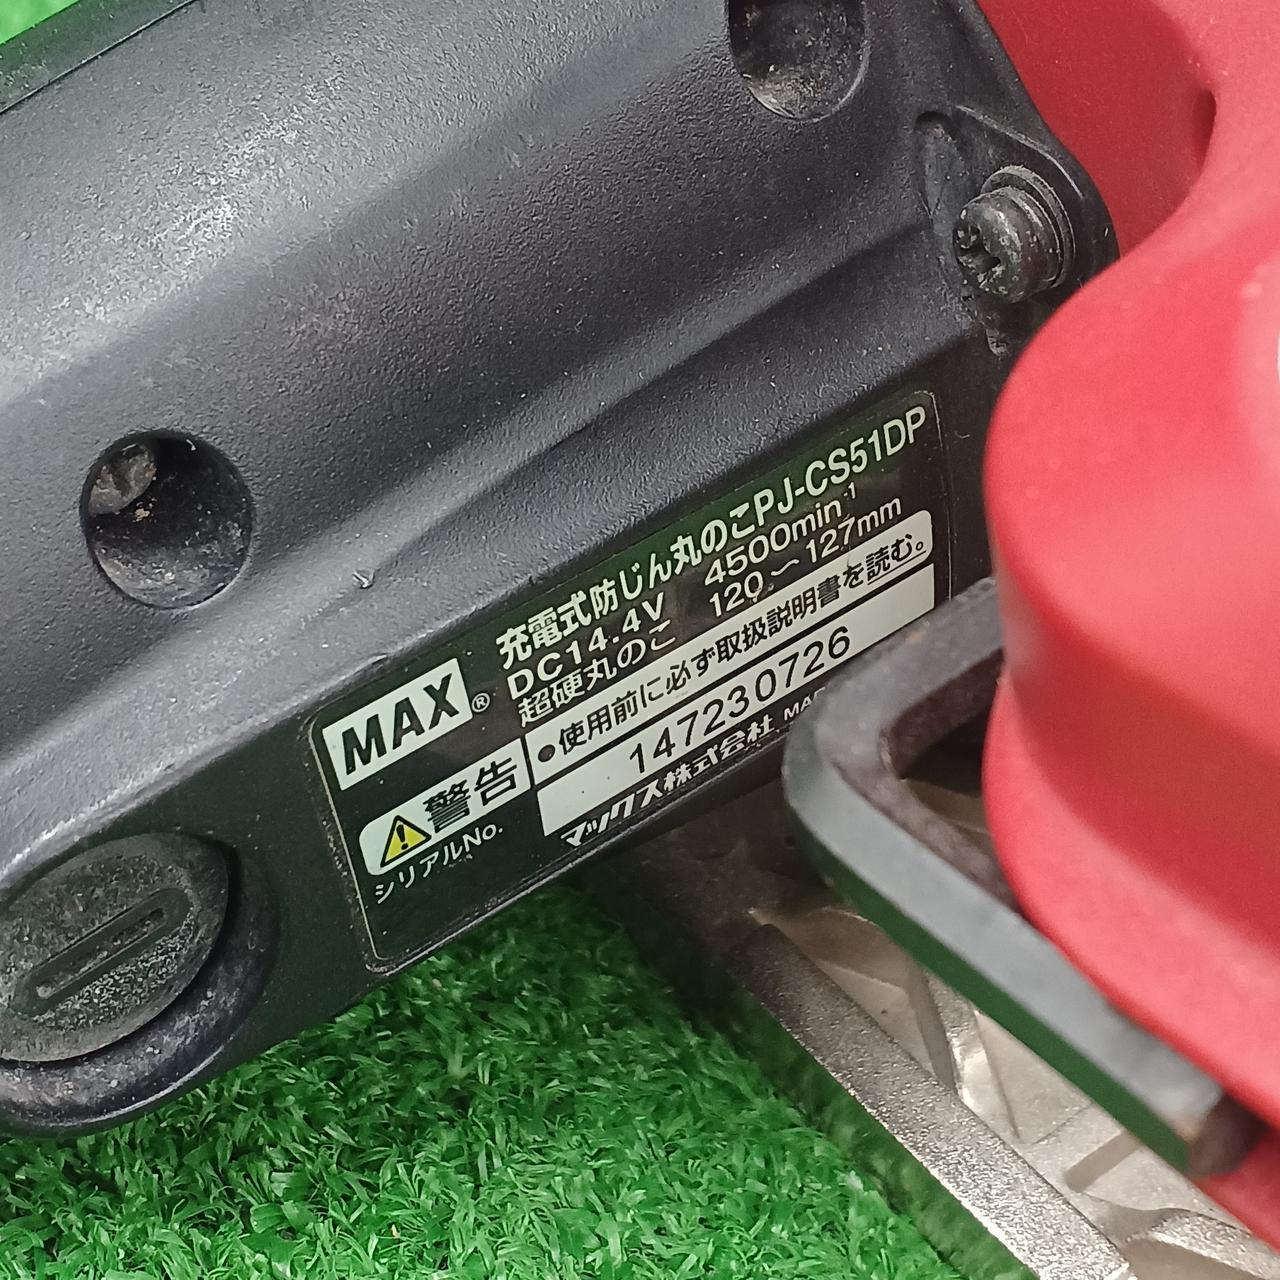 MAX®
充電式防じん丸のこPJ-CS51DP
DC14.4V 4500min-1
超硬丸のこ 120～127mm
警告 ●使用前に必ず取扱説明書を読む。
シリアルNo. 147230726
マックス株式会社